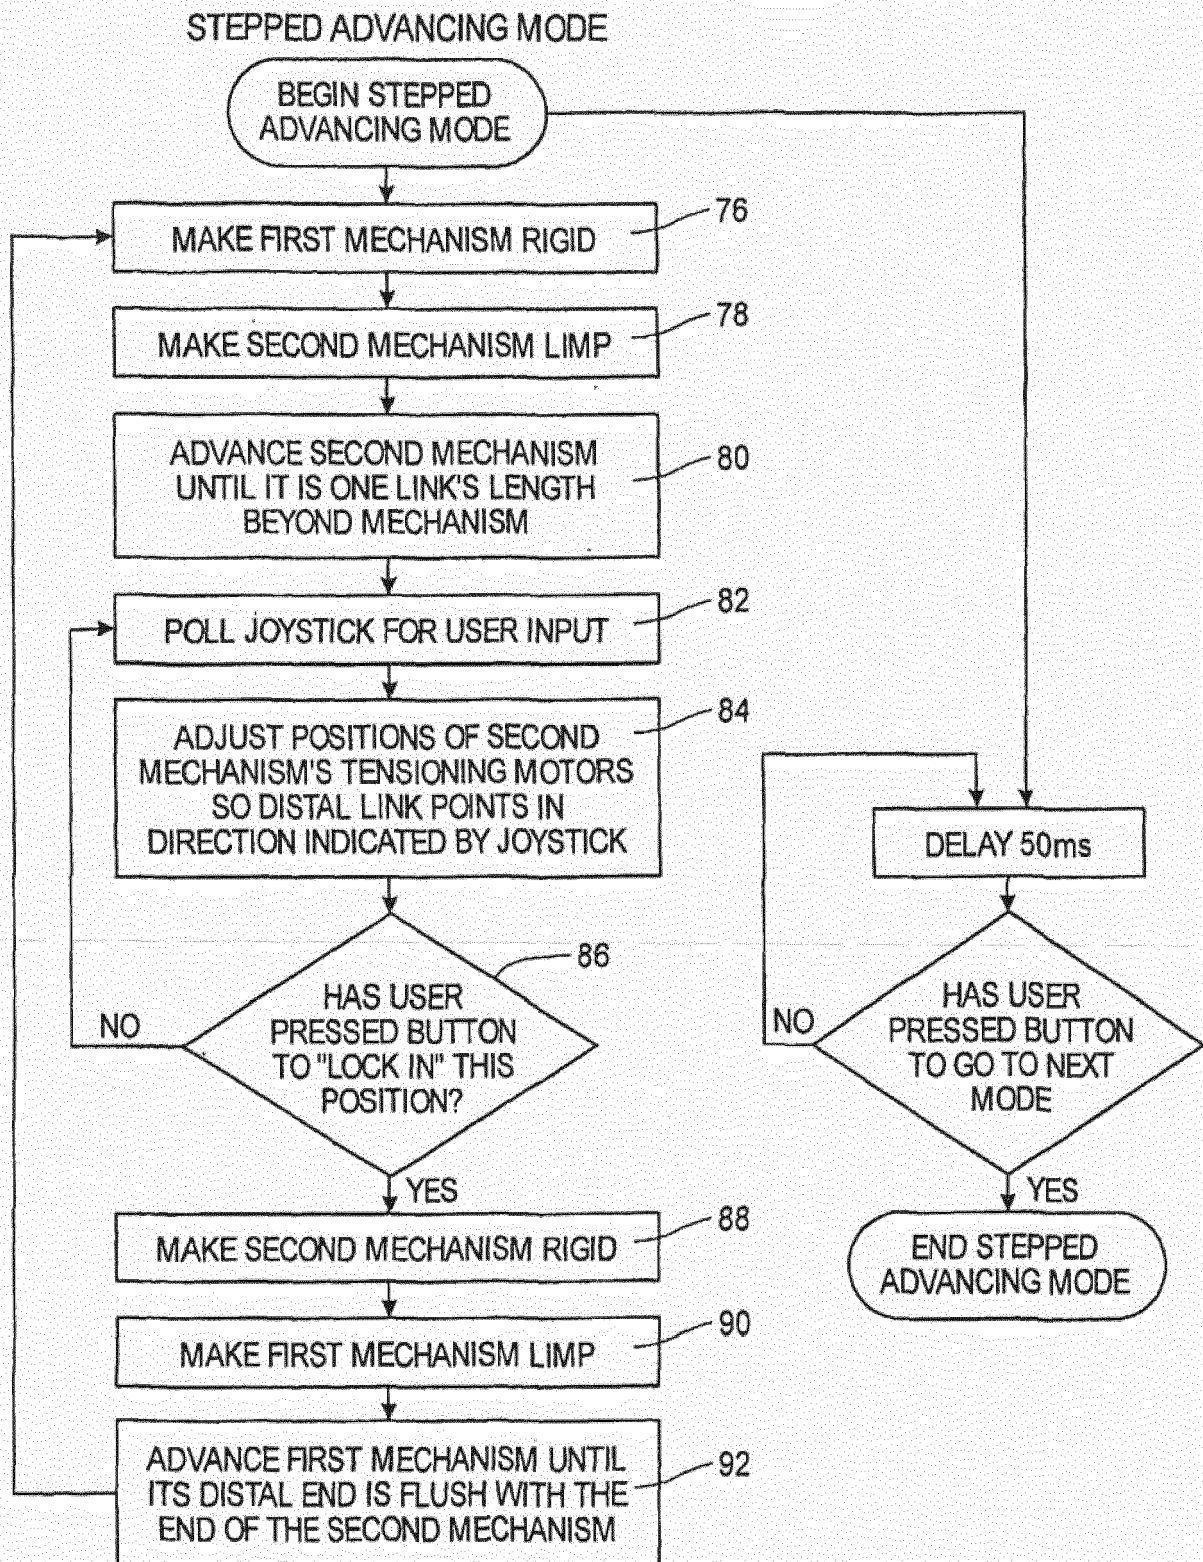 STEPPED ADVANCING MODE
BEGIN STEPPED
ADVANCING MODE
MAKE FIRST MECHANISM RIGID
76
MAKE SECOND MECHANISM LIMP
78
ADVANCE SECOND MECHANISM
UNTIL IT IS ONE LINK'S LENGTH
BEYOND MECHANISM
80
POLL JOYSTICK FOR USER INPUT
82
ADJUST POSITIONS OF SECOND
MECHANISM'S TENSIONING MOTORS
SO DISTAL LINK POINTS IN
DIRECTION INDICATED BY JOYSTICK
84
HAS USER
PRESSED BUTTON
TO "LOCK IN" THIS
POSITION?
86
NO
YES
MAKE SECOND MECHANISM RIGID
88
MAKE FIRST MECHANISM LIMP
90
ADVANCE FIRST MECHANISM UNTIL
ITS DISTAL END IS FLUSH WITH THE
END OF THE SECOND MECHANISM
92
DELAY 50ms
HAS USER
PRESSED BUTTON
TO GO TO NEXT
MODE
NO
YES
END STEPPED
ADVANCING MODE